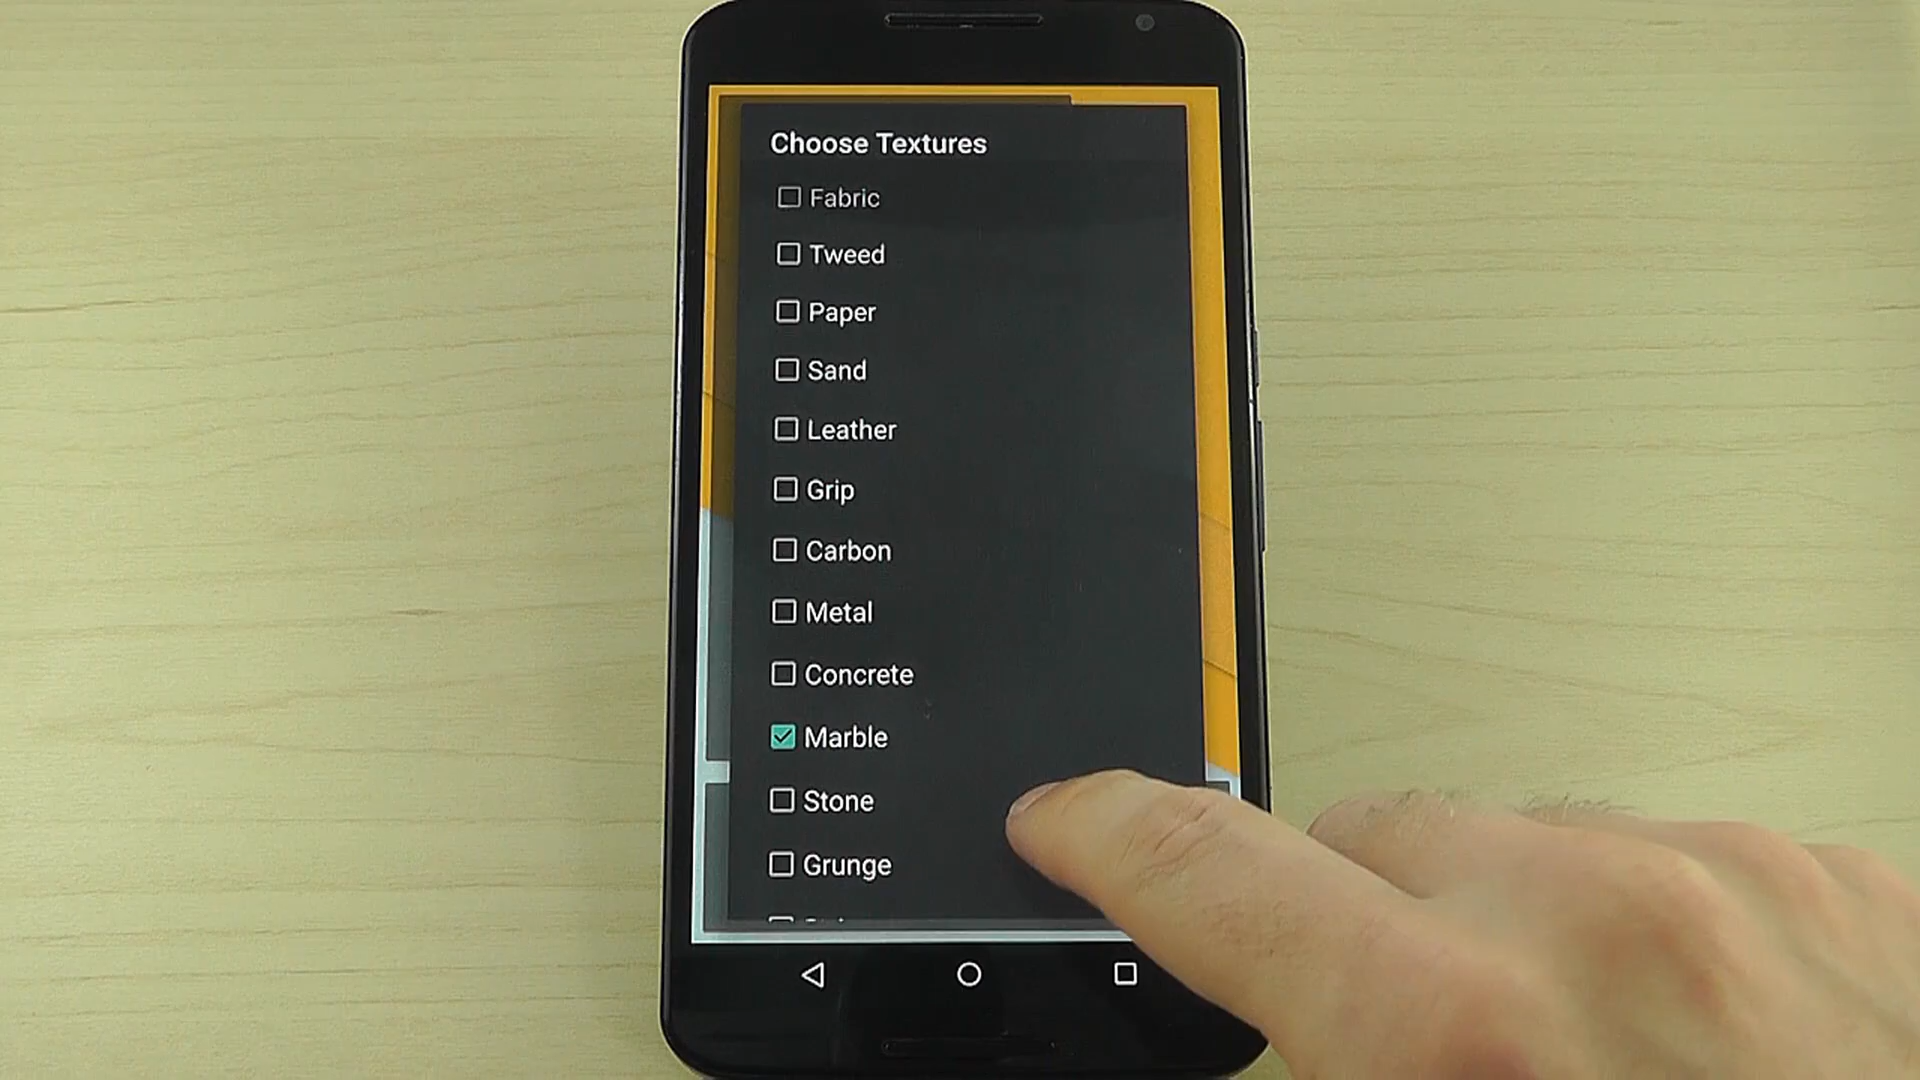 Choose Textures
Fabric
Tweed
Paper
Sand
Leather
Grip
Carbon
Metal
Concrete
Marble
Stone
Grunge